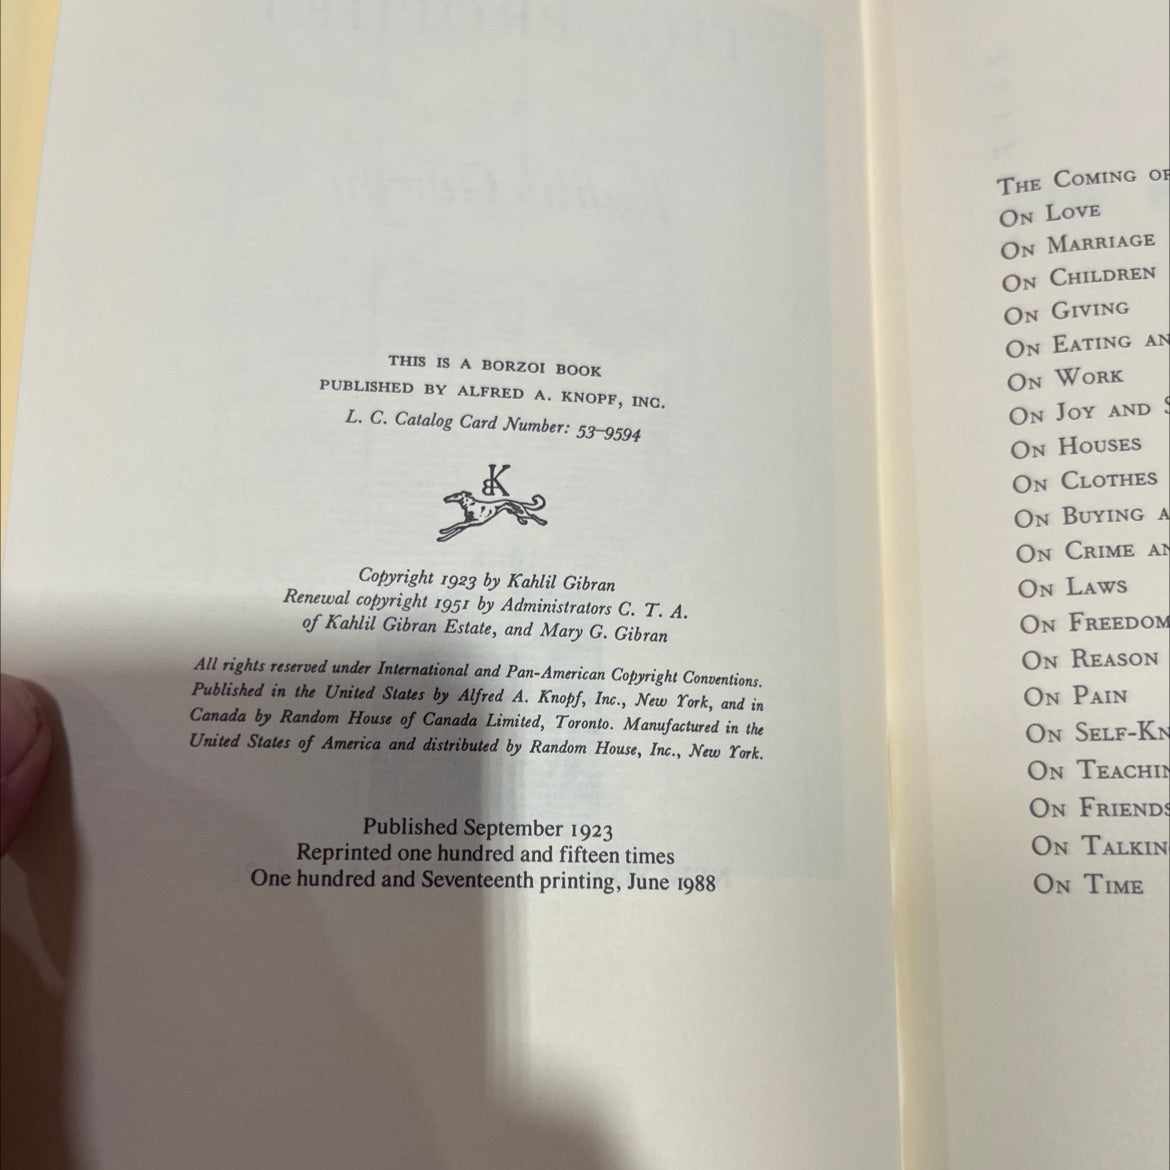 THIS IS A BORZOI BOOK
PUBLISHED BY ALFRED A. KNOPF, INC.
L. C. Catalog Card Number: 53–9594
BK
Copyright 1923 by Kahlil Gibran
Renewal copyright 1951 by Administrators C. T. A.
of Kahlil Gibran Estate, and Mary G. Gibran
All rights reserved under International and Pan-American Copyright Conventions.
Published in the United States by Alfred A. Knopf, Inc., New York, and in
Canada by Random House of Canada Limited, Toronto. Manufactured in the
United States of America and distributed by Random House, Inc., New York.
Published September 1923
Reprinted one hundred and fifteen times
One hundred and Seventeenth printing, June 1988
THE COMING OF
ON LOVE
ON MARRIAGE
ON CHILDREN
ON GIVING
ON EATING AN
ON WORK
ON JOY AND
ON HOUSES
ON CLOTHES
ON BUYING A
ON CRIME AN
ON LAWS
ON FREEDOM
ON REASON
ON PAIN
ON SELF-KN
ON TEACHIN
ON FRIENDS
ON TALKIN
ON TIME